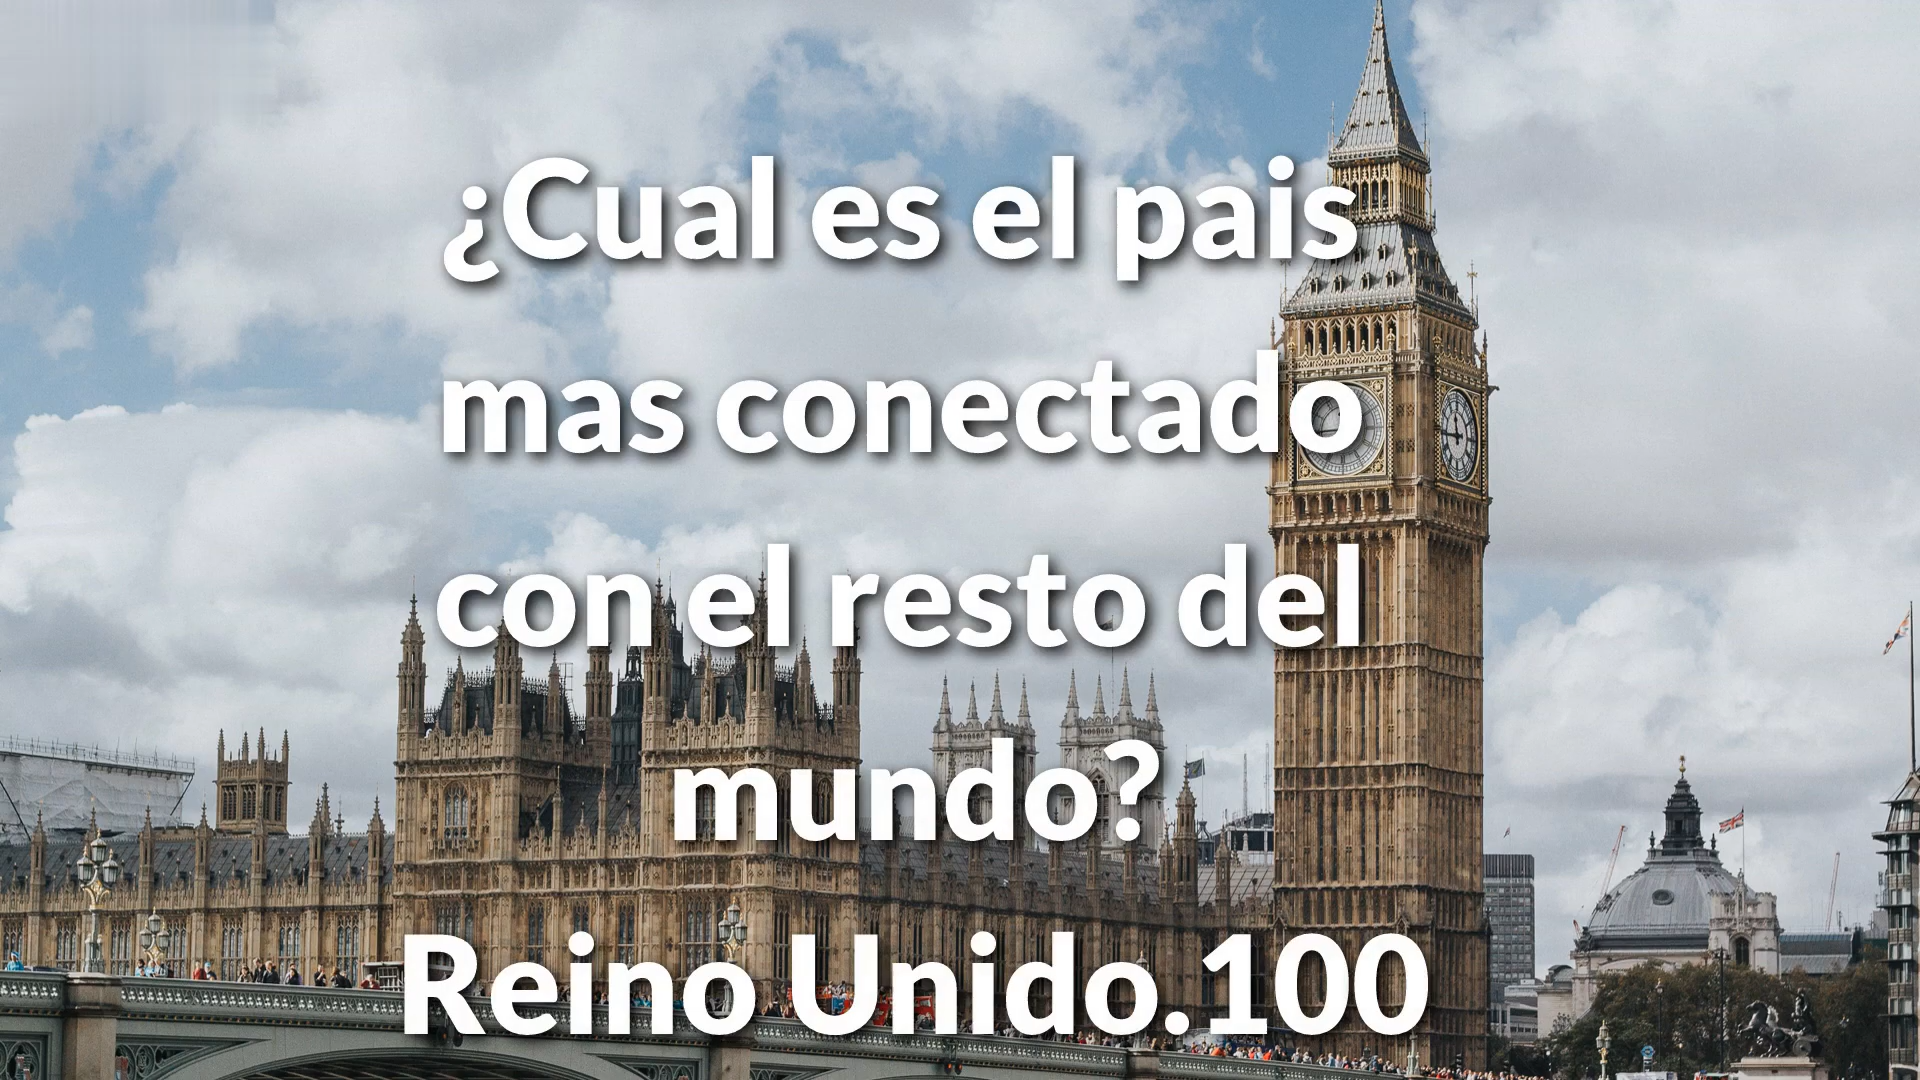 ¿Cual es el pais
mas conectado
con el resto del
mundo?
Reino Unido.100